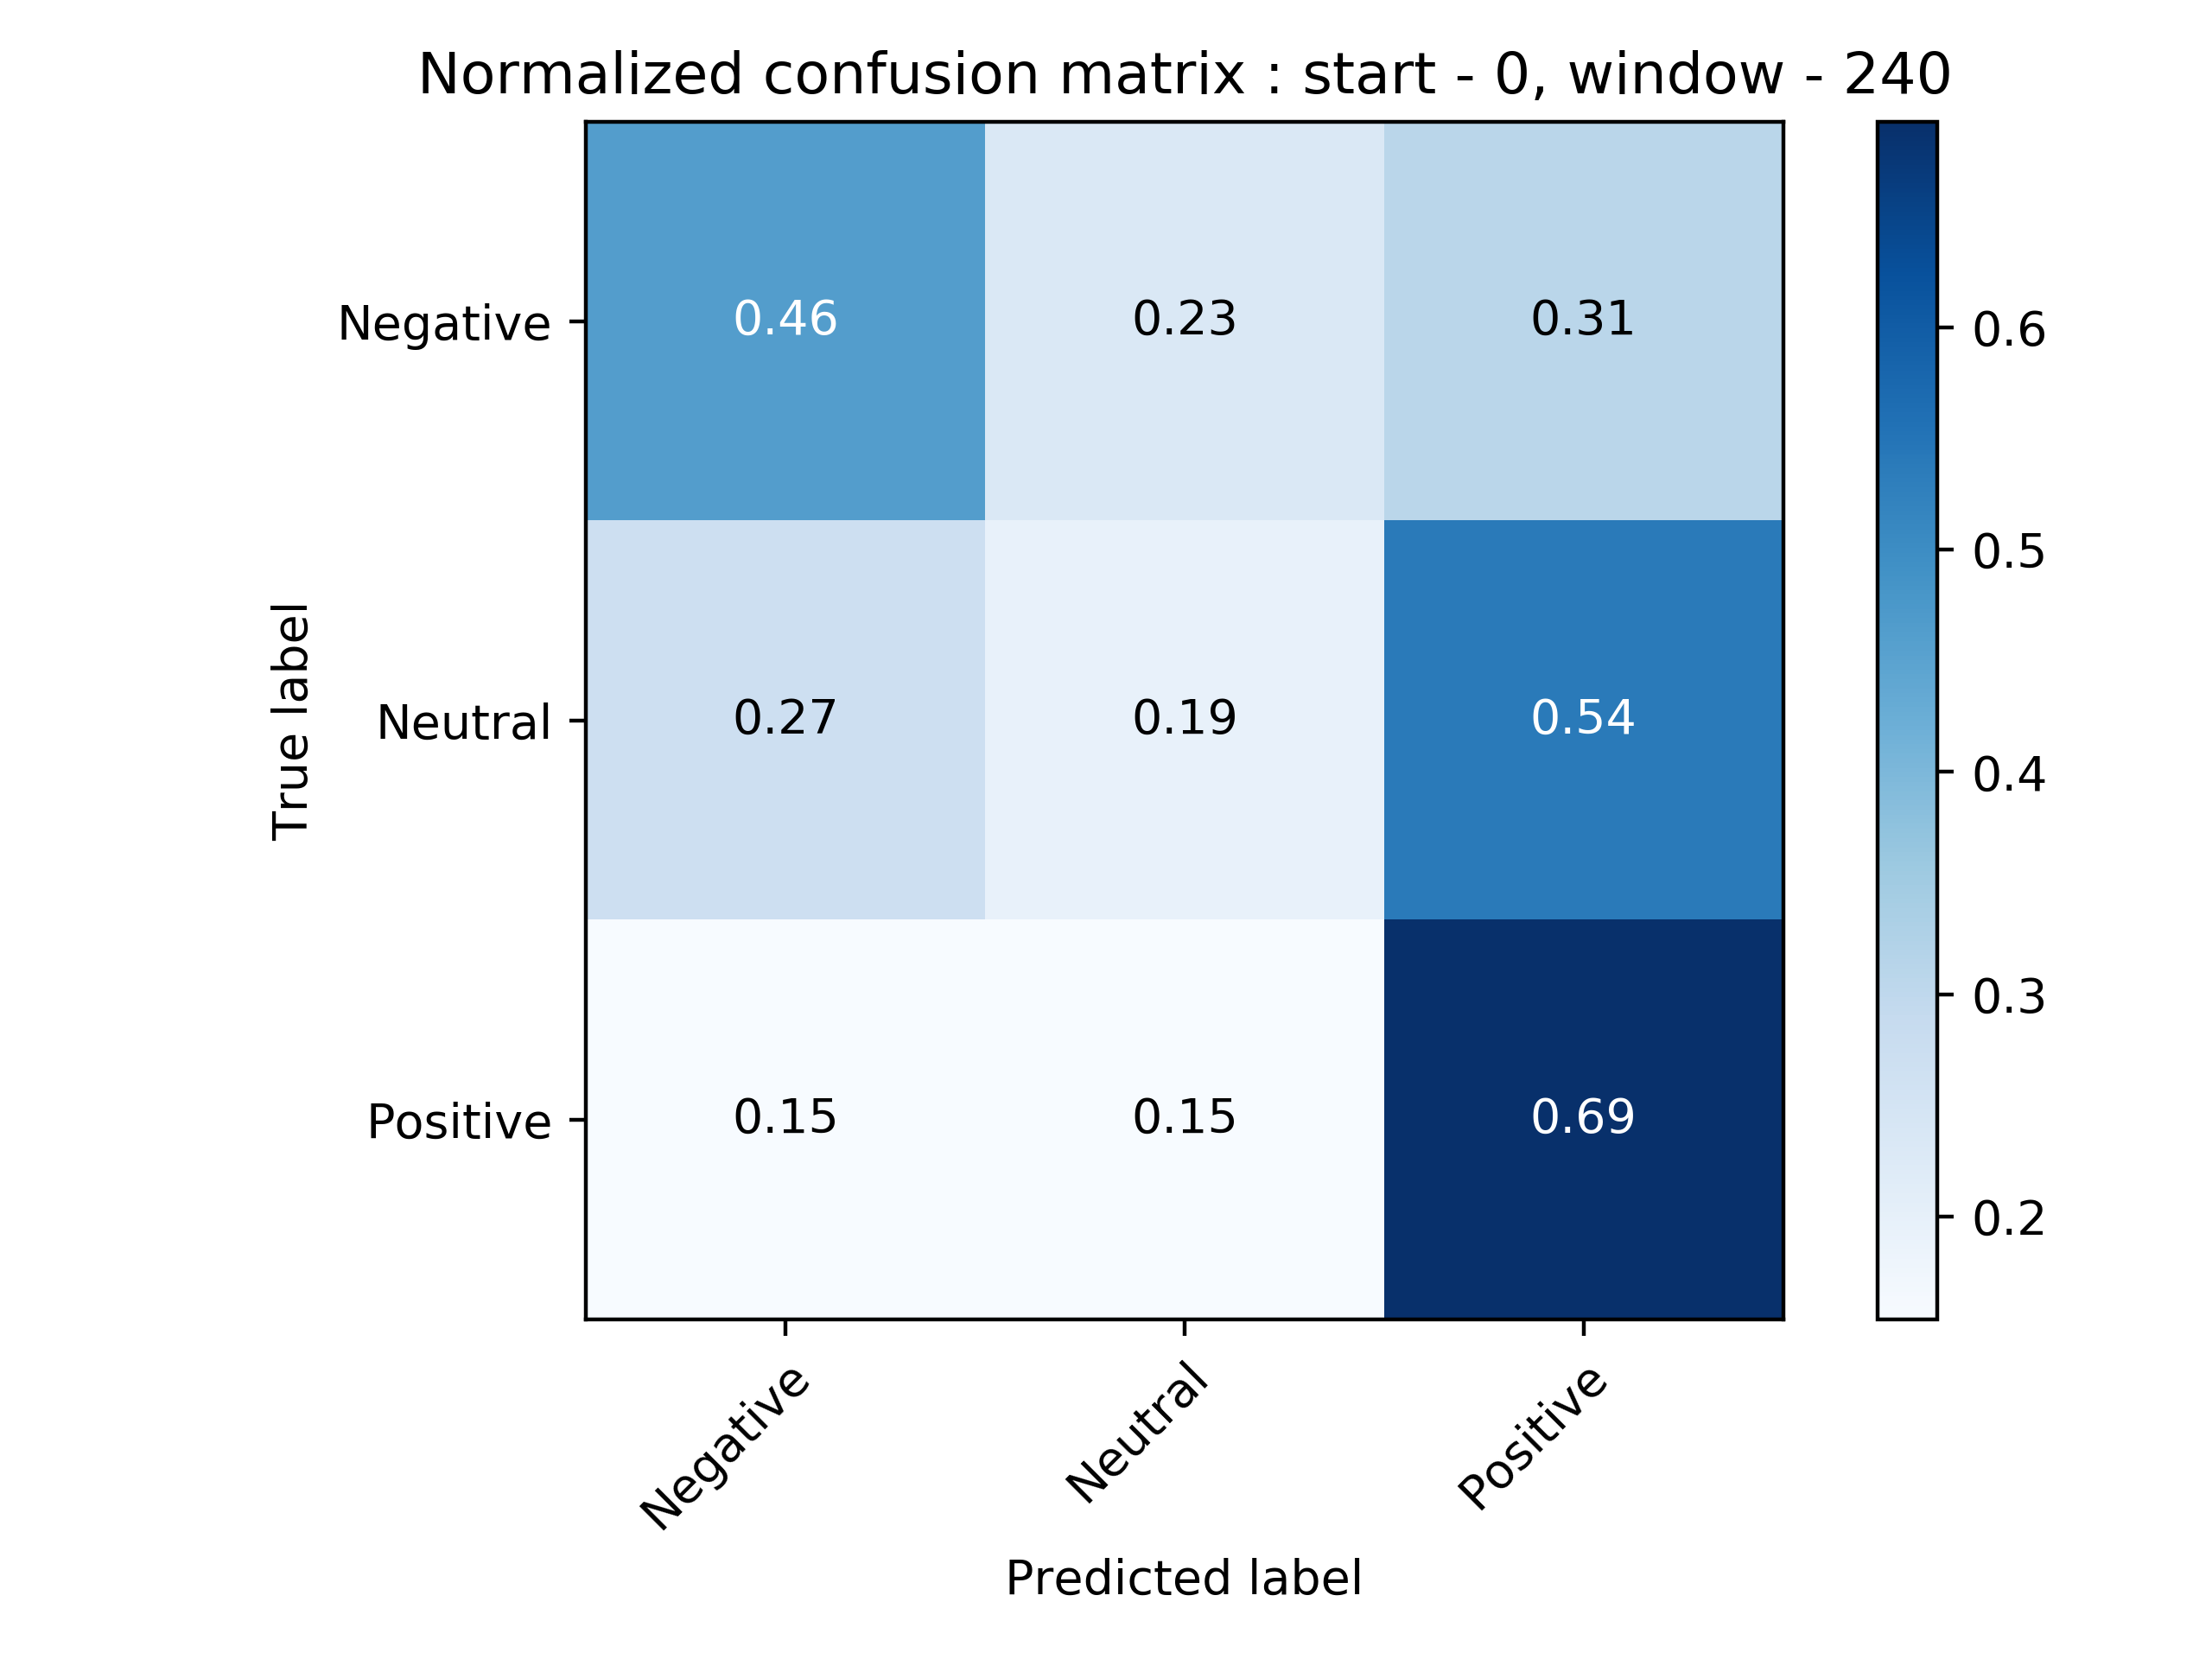 Normalized confusion matrix : start - 0, window - 240
Negative 0.46 0.23 0.31
Neutral 0.27 0.19 0.54
Positive 0.15 0.15 0.69
True label
Negative Neutral Positive
Predicted label
0.6
0.5
0.4
0.3
0.2